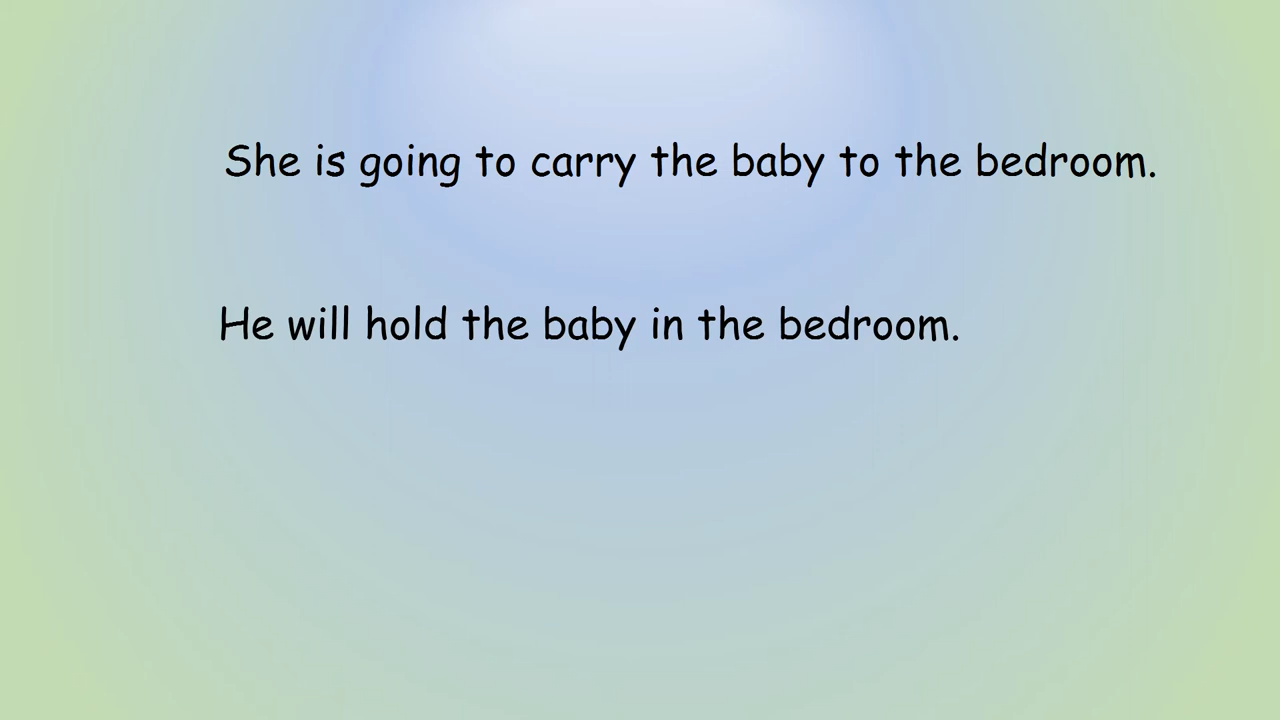 She is going to carry the baby to the bedroom.
He will hold the baby in the bedroom.